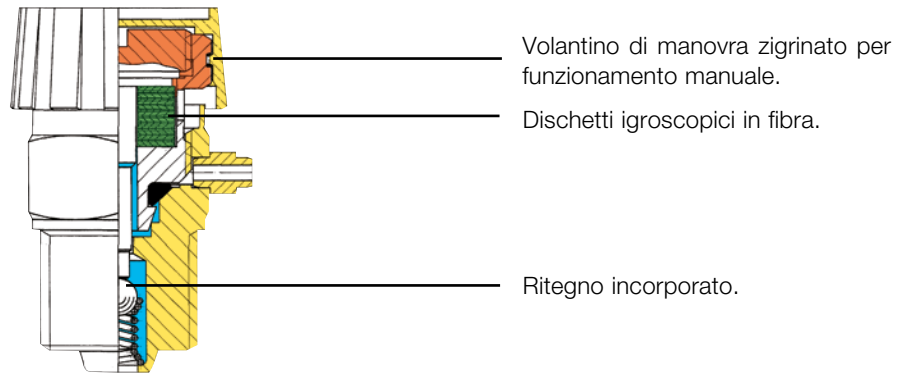 Volantino di manovra zigrinato per
funzionamento manuale.
Dischetti igroscopici in fibra.
Ritegno incorporato.